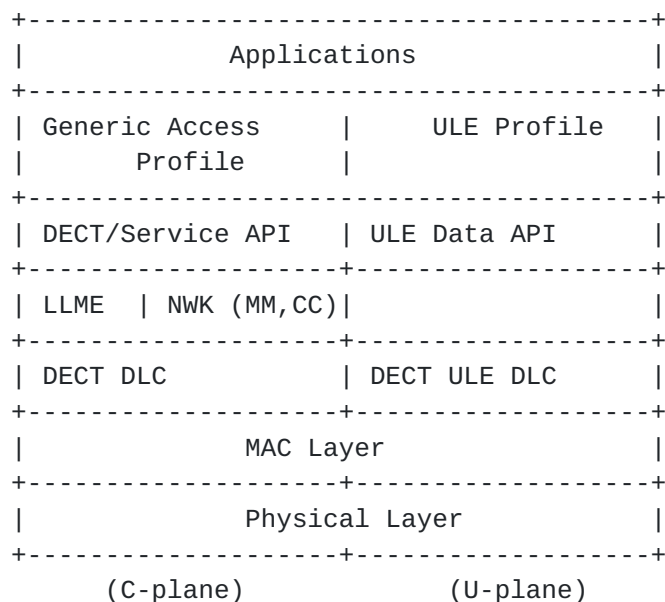 +----------------------------------------+
|             Applications               |
+----------------------------------------+
| Generic Access     |     ULE Profile   |
|       Profile      |                   |
+----------------------------------------+
| DECT/Service API   | ULE Data API      |
+--------------------+-------------------+
| LLME  | NWK (MM,CC)|                   |
+--------------------+-------------------+
| DECT DLC           | DECT ULE DLC      |
+--------------------+-------------------+
|              MAC Layer                 |
+--------------------+-------------------+
|              Physical Layer            |
+--------------------+-------------------+
      (C-plane)             (U-plane)